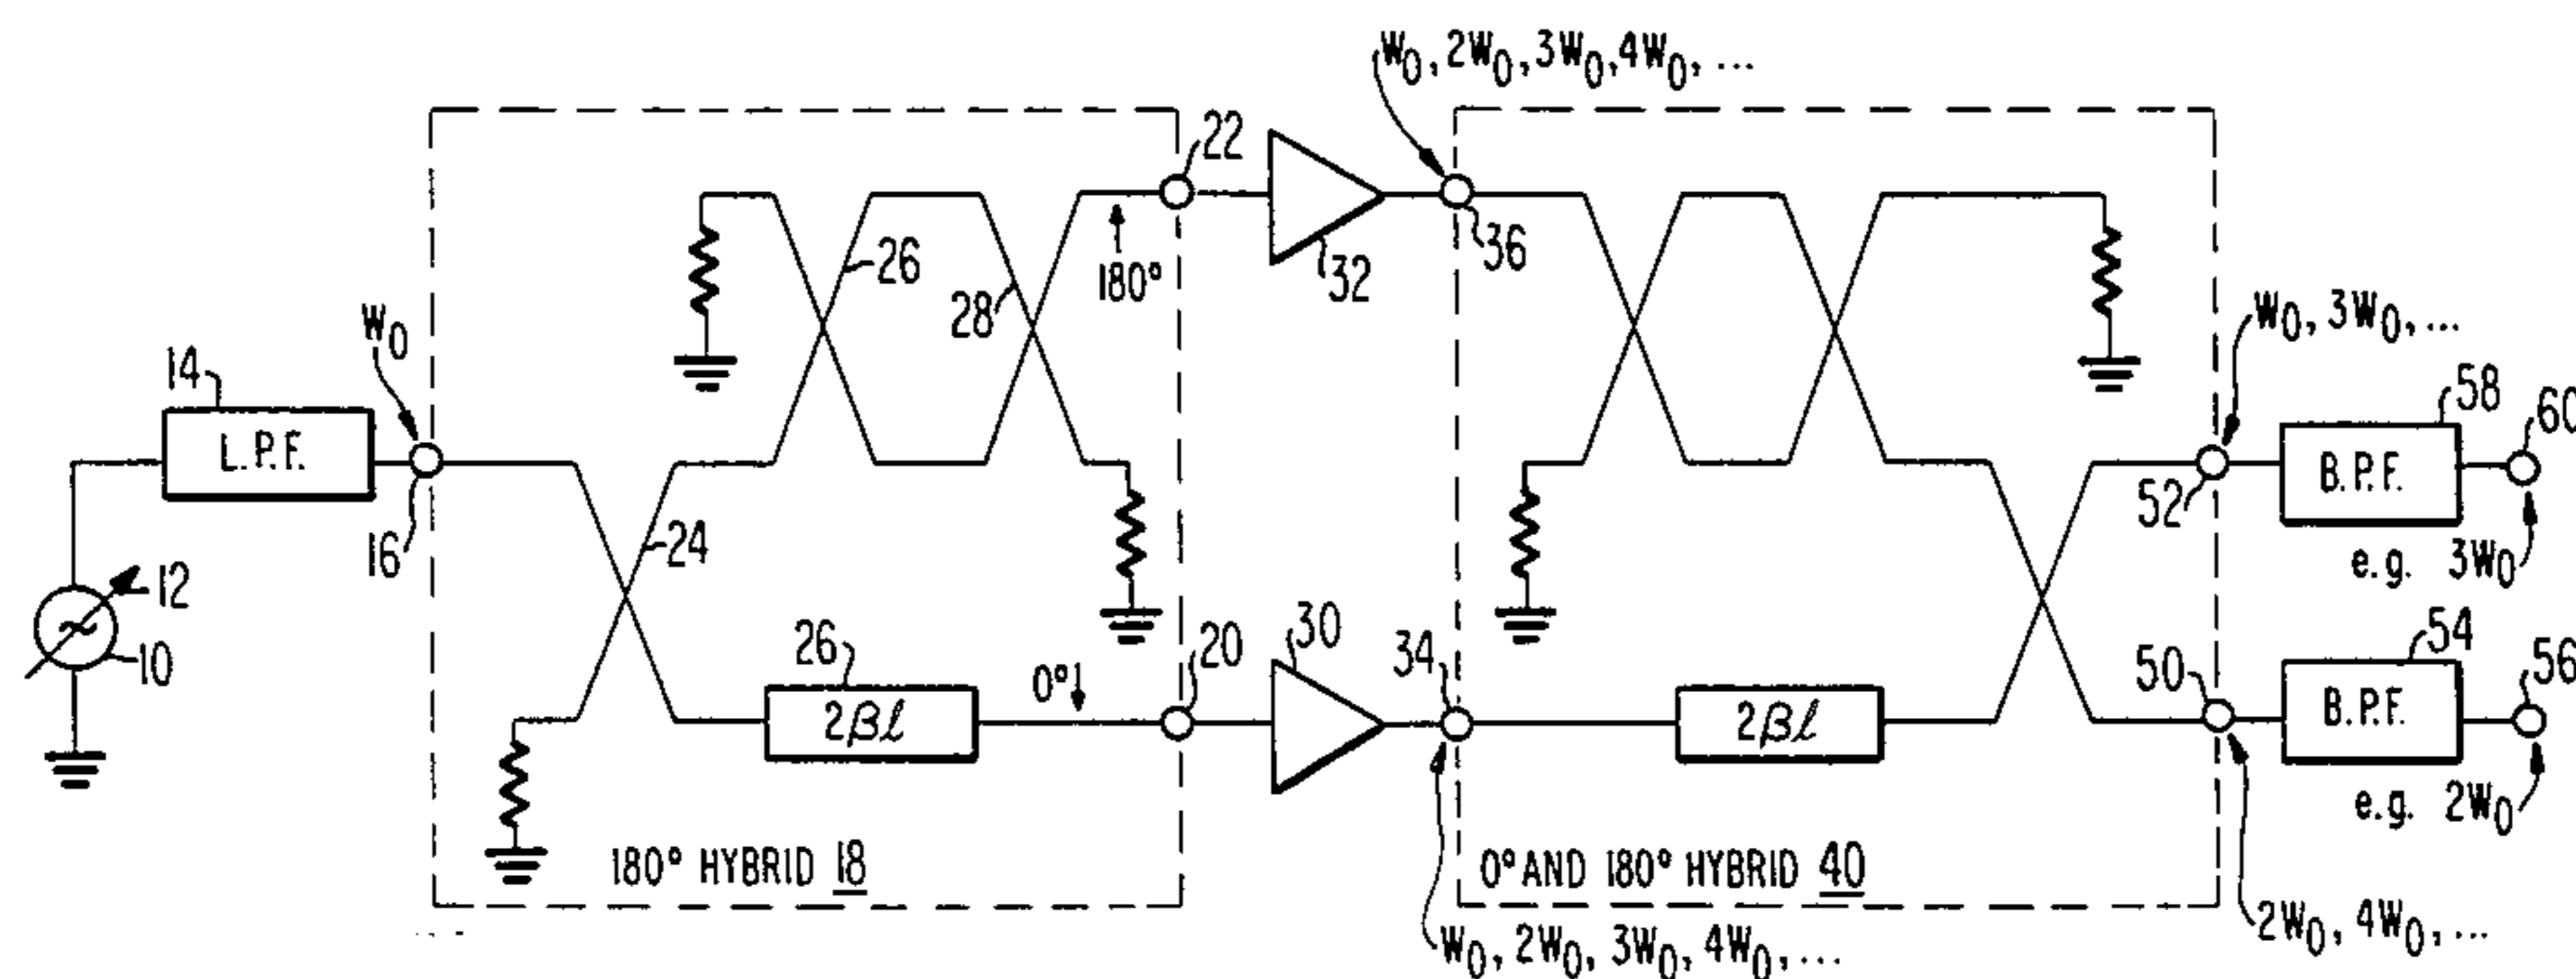 W0, 2W0, 3W0, 4W0, ...
22
32
36
26
28
180°
W0
14
L.P.F.
16
24
12
10
26
2βℓ
0°
20
30
34
2βℓ
W0, 3W0, ...
58
60
B.P.F.
52
e.g. 3W0
54
56
50
B.P.F.
e.g. 2W0
180° HYBRID 18
0° AND 180° HYBRID 40
W0, 2W0, 3W0, 4W0, ...
2W0, 4W0, ...